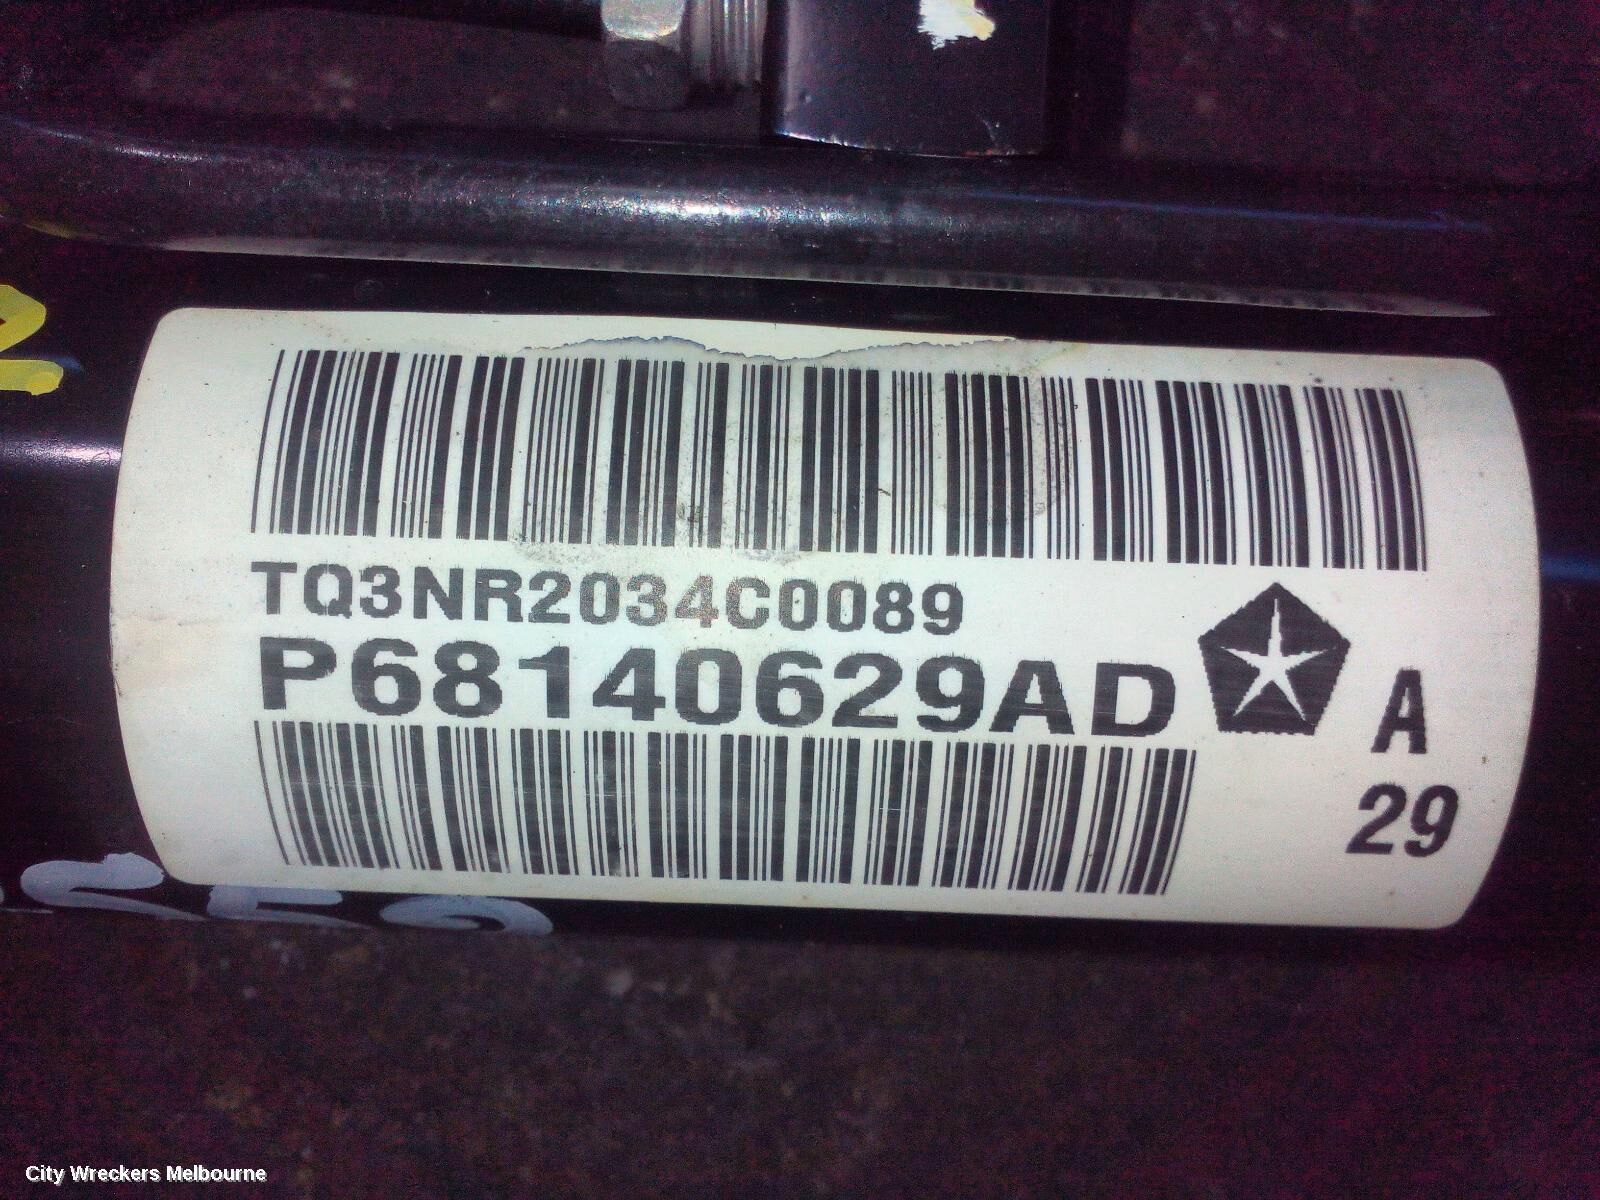 TQ3NR2034C0089
P68140629AD
A
29
City Wreckers Melbourne